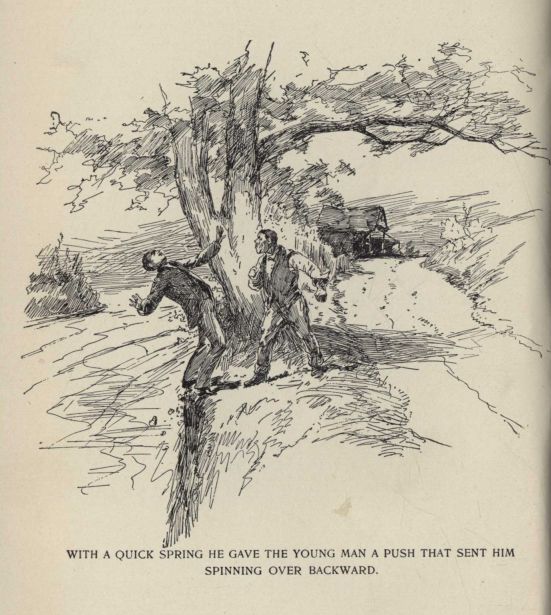 WITH A QUICK SPRING HE GAVE THE YOUNG MAN A PUSH THAT SENT HIM
SPINNING OVER BACKWARD.